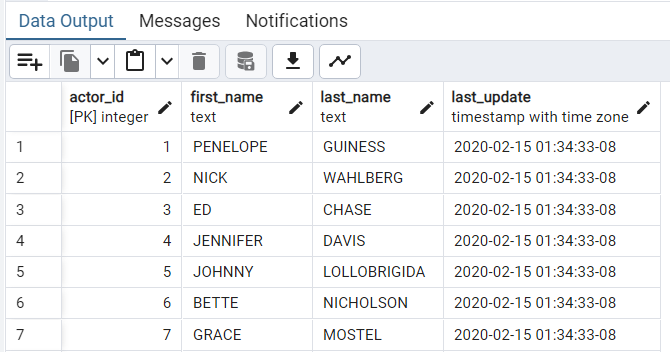 Data Output Messages Notifications
actor_id first_name last_name last_update
[PK] integer text text timestamp with time zone
1 1 PENELOPE GUINESS 2020-02-15 01:34:33-08
2 2 NICK WAHLBERG 2020-02-15 01:34:33-08
3 3 ED CHASE 2020-02-15 01:34:33-08
4 4 JENNIFER DAVIS 2020-02-15 01:34:33-08
5 5 JOHNNY LOLLOBRIGIDA 2020-02-15 01:34:33-08
6 6 BETTE NICHOLSON 2020-02-15 01:34:33-08
7 7 GRACE MOSTEL 2020-02-15 01:34:33-08